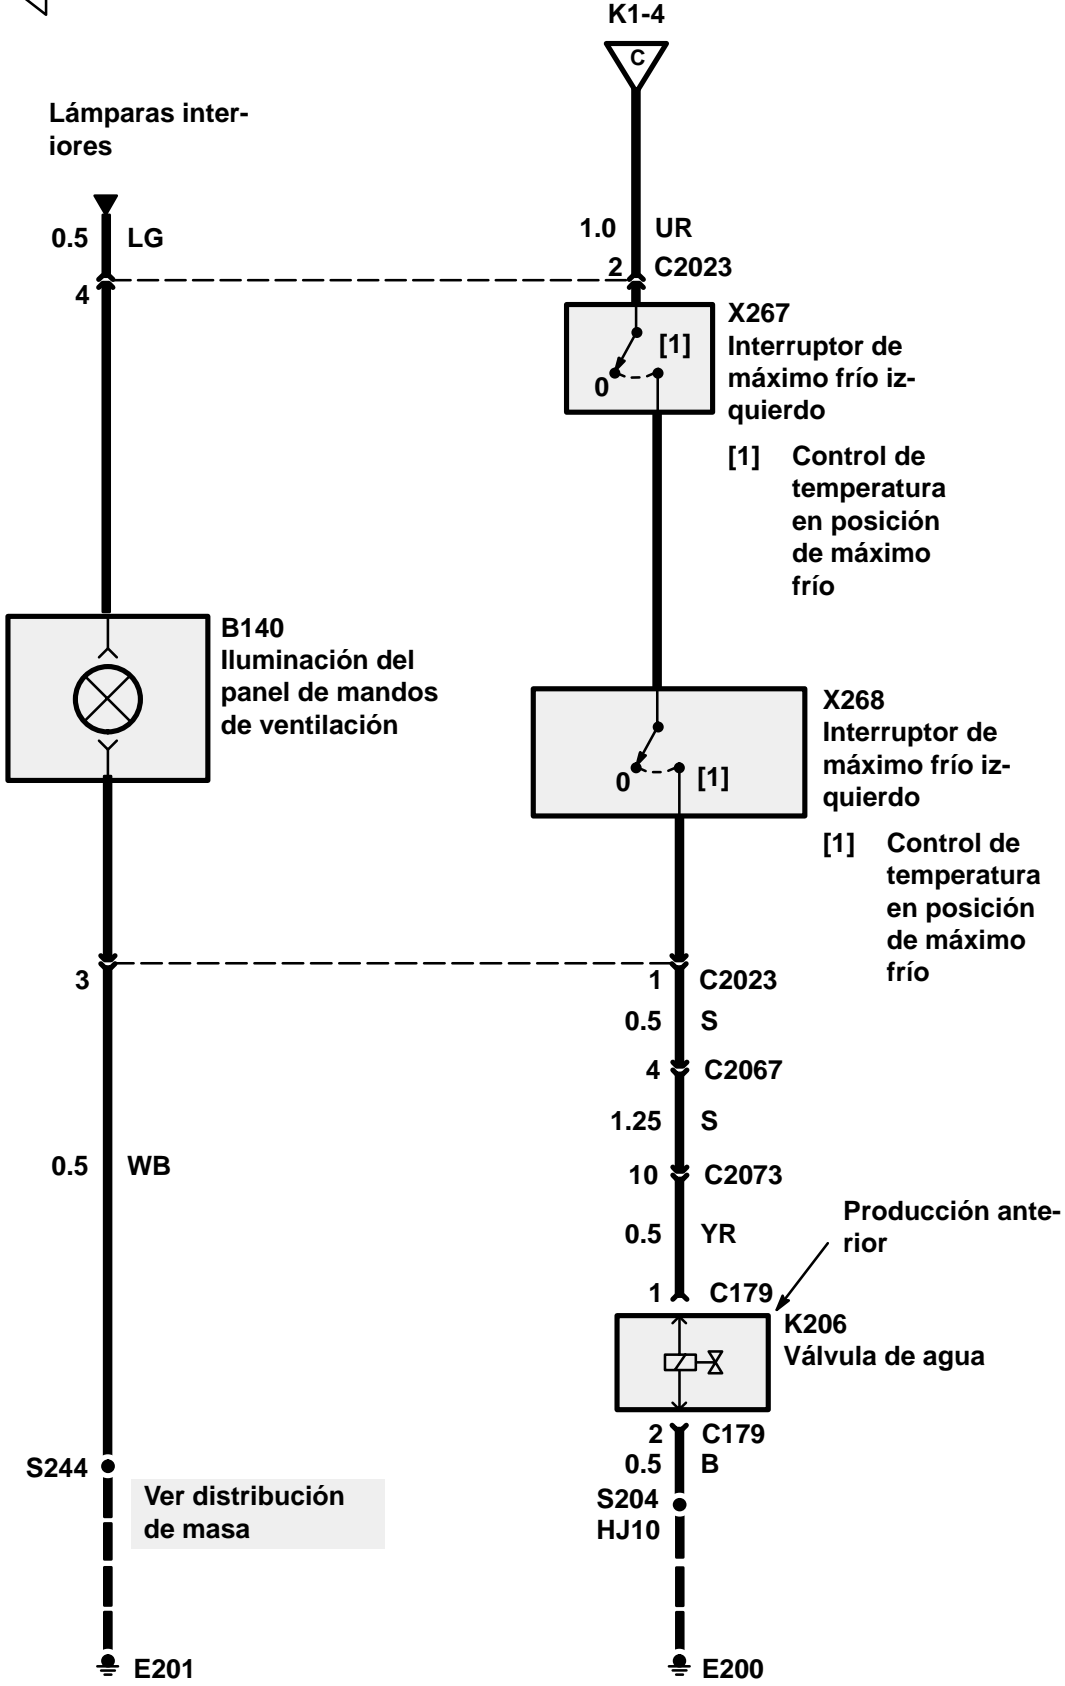 K1-4
C
Lámparas inter-
iores
0.5 LG
1.0 UR
2 C2023
4
X267
Interruptor de
máximo frío iz-
quierdo
[1]
0
[1] Control de
temperatura
en posición
de máximo
frío
B140
Iluminación del
panel de mandos
de ventilación
X268
Interruptor de
máximo frío iz-
quierdo
0 [1]
[1] Control de
temperatura
en posición
de máximo
frío
3
1 C2023
0.5 S
4 C2067
1.25 S
0.5 WB
10 C2073
Producción ante-
rior
0.5 YR
1 C179
K206
Válvula de agua
2 C179
0.5 B
S244
Ver distribución
de masa
S204
HJ10
E201
E200